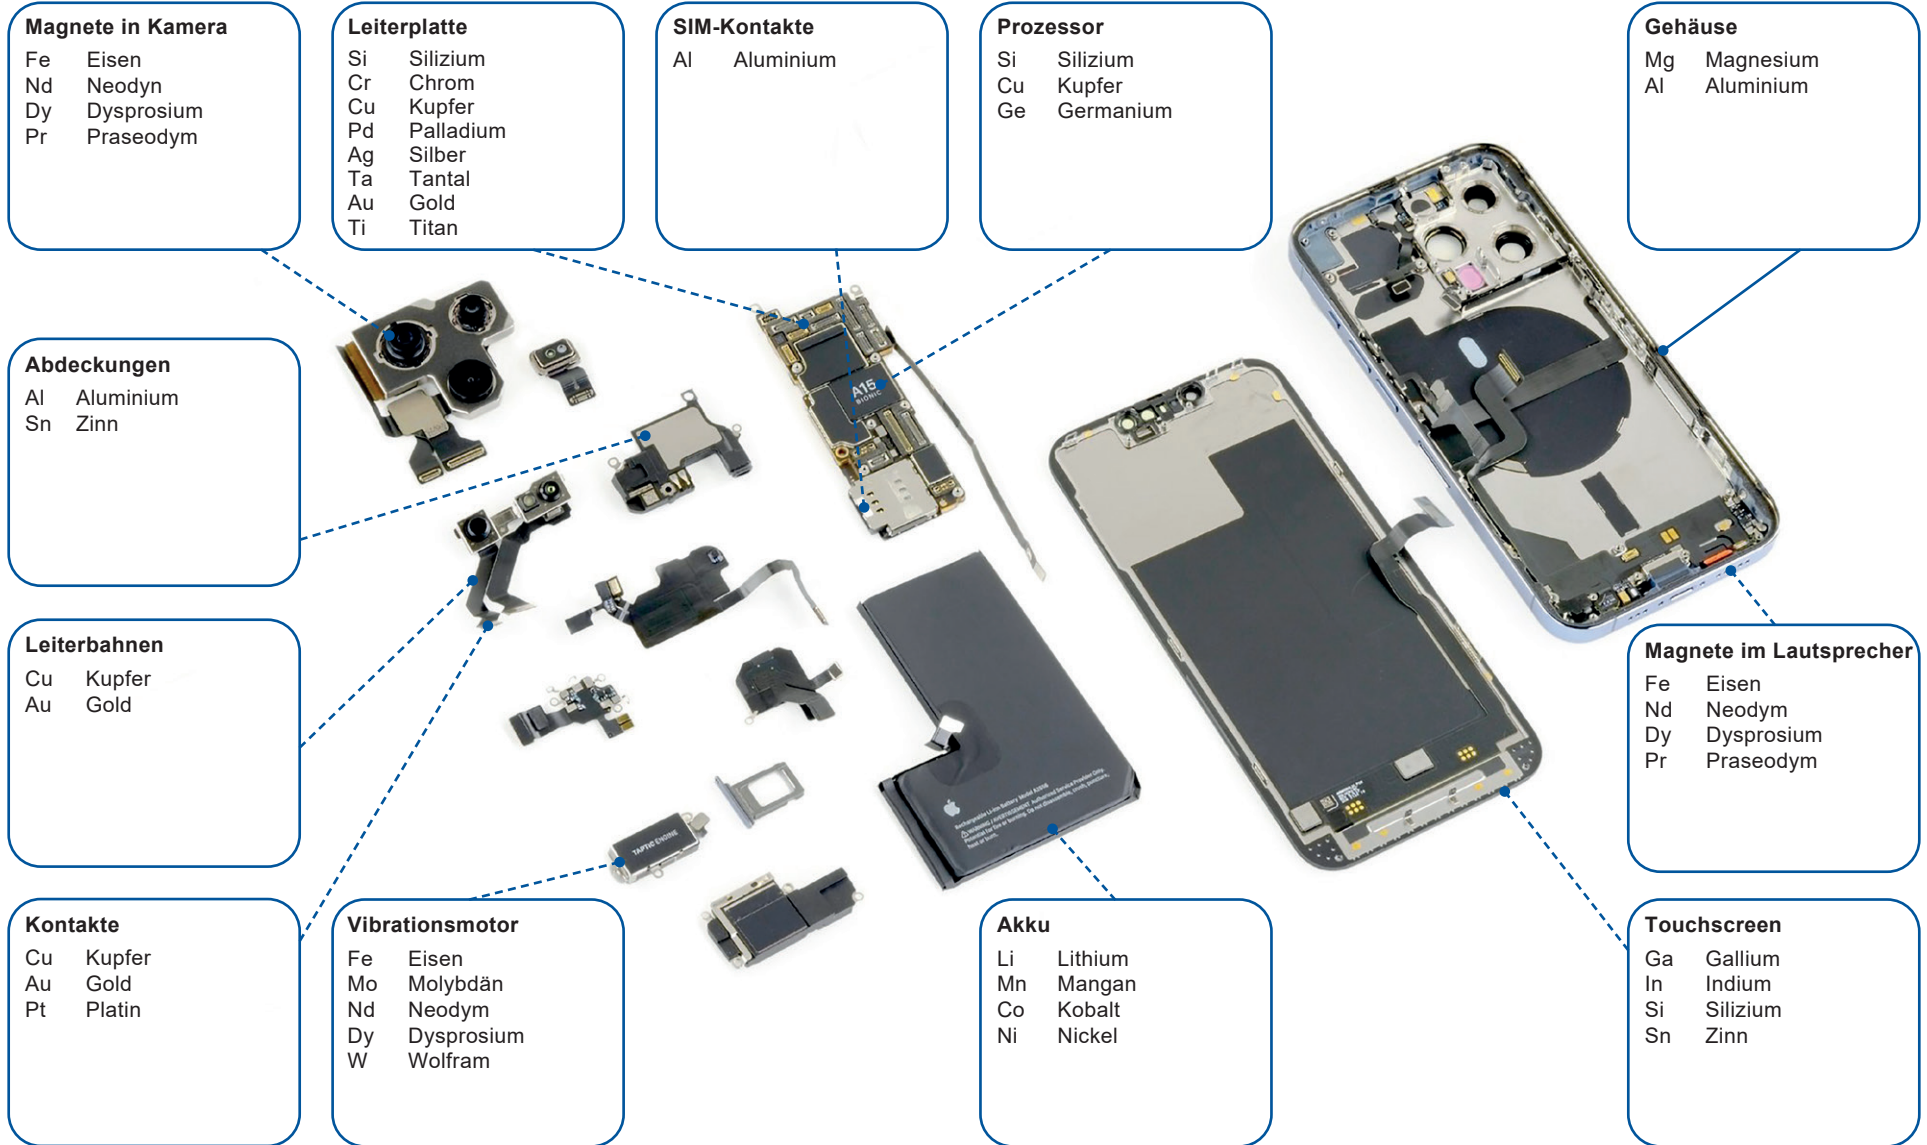 Magnete in Kamera
Fe Eisen
Nd Neodyn
Dy Dysprosium
Pr Praseodym
Leiterplatte
Si Silizium
Cr Chrom
Cu Kupfer
Pd Palladium
Ag Silber
Ta Tantal
Au Gold
Ti Titan
SIM-Kontakte
Al Aluminium
Prozessor
Si Silizium
Cu Kupfer
Ge Germanium
Gehäuse
Mg Magnesium
Al Aluminium
Abdeckungen
Al Aluminium
Sn Zinn
A15
BIONIC
Leiterbahnen
Cu Kupfer
Au Gold
Magnete im Lautsprecher
Fe Eisen
Nd Neodym
Dy Dysprosium
Pr Praseodym
TAPTIC ENGINE
Kontakte
Cu Kupfer
Au Gold
Pt Platin
Vibrationsmotor
Fe Eisen
Mo Molybdän
Nd Neodym
Dy Dysprosium
W Wolfram
Akku
Li Lithium
Mn Mangan
Co Kobalt
Ni Nickel
Touchscreen
Ga Gallium
In Indium
Si Silizium
Sn Zinn